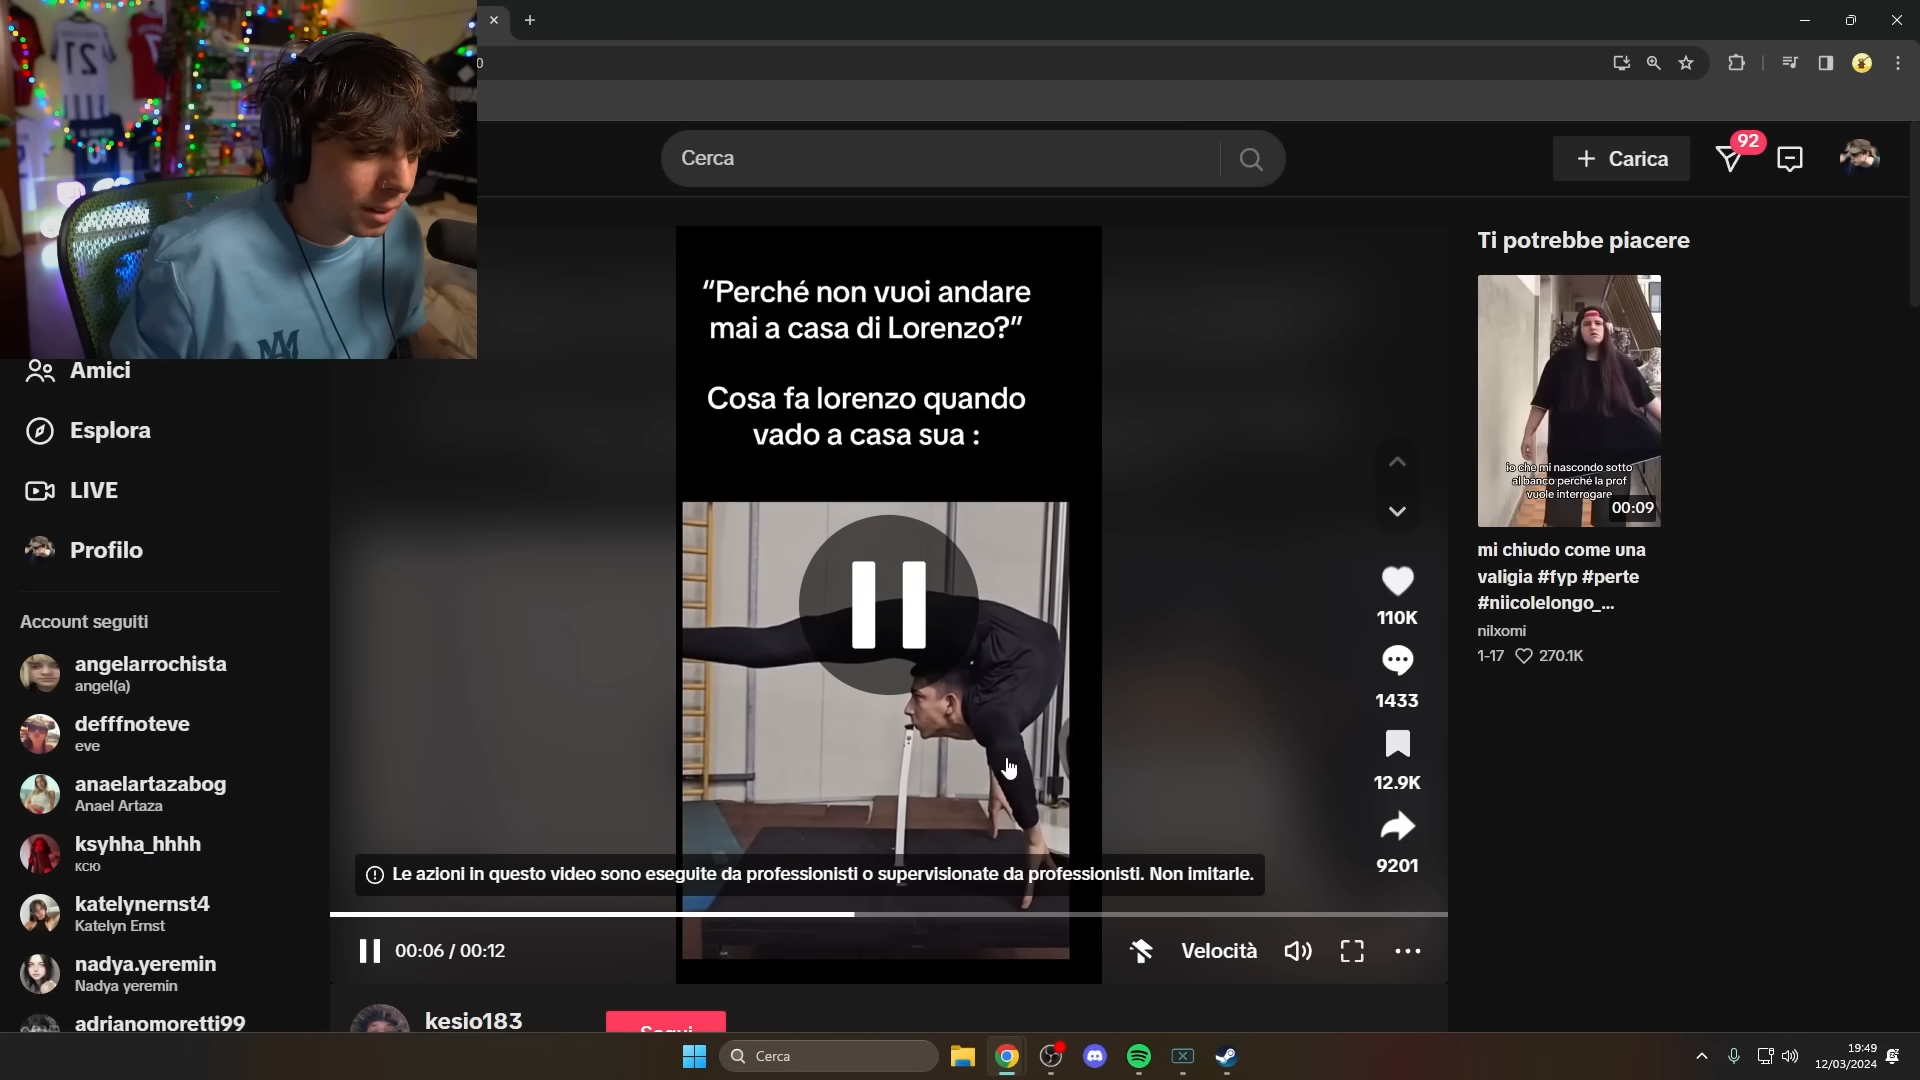 0
Cerca
Carica
92
Amici
Esplora
LIVE
Profilo
Account seguiti
angelarrochista
angel(a)
defffnoteve
eve
anaelartazabog
Anael Artaza
ksyhha_hhhh
ксю
katelynernst4
Katelyn Ernst
nadya.yeremin
Nadya yeremin
adrianomoretti99
“Perché non vuoi andare
mai a casa di Lorenzo?”
Cosa fa lorenzo quando
vado a casa sua :
Le azioni in questo video sono eseguite da professionisti o supervisionate da professionisti. Non imitarle.
00:06 / 00:12
Velocità
110K
1433
12.9K
9201
kesio183
Segui
Ti potrebbe piacere
io che mi nascondo sotto
al banco perché la prof
vuole interrogare
00:09
mi chiudo come una
valigia #fyp #perte
#niicolelongo_...
nilxomi
1-17 270.1K
Cerca
19:49
12/03/2024
21